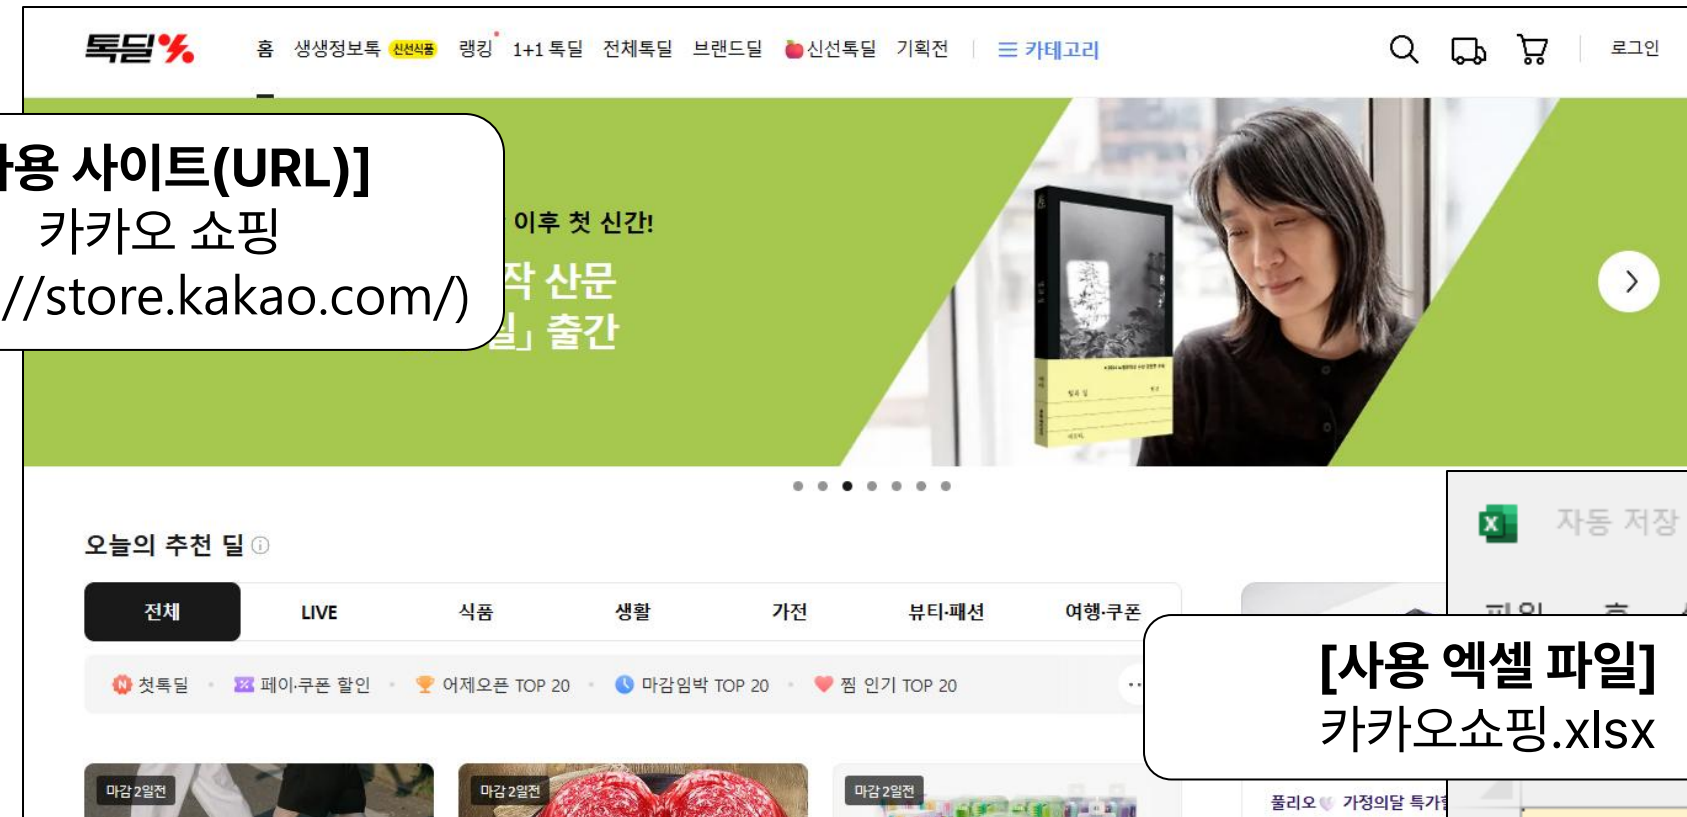 톡딜
홈 생생정보톡 신선식품 랭킹 1+1 톡딜 전체톡딜 브랜드딜 신선톡딜 기획전 카테고리 로그인
용 사이트(URL)]
카카오 쇼핑
//store.kakao.com/)
이후 첫 신간!
작 산문
」 출간
자동 저장
오늘의 추천 딜
전체 LIVE 식품 생활 가전 뷰티·패션 여행·쿠폰
첫톡딜 페이·쿠폰 할인 어제오픈 TOP 20 마감임박 TOP 20 찜 인기 TOP 20
[사용 엑셀 파일]
카카오쇼핑.xlsx
마감 2일전 마감 2일전 마감 2일전
폴리오 가정의달 특가